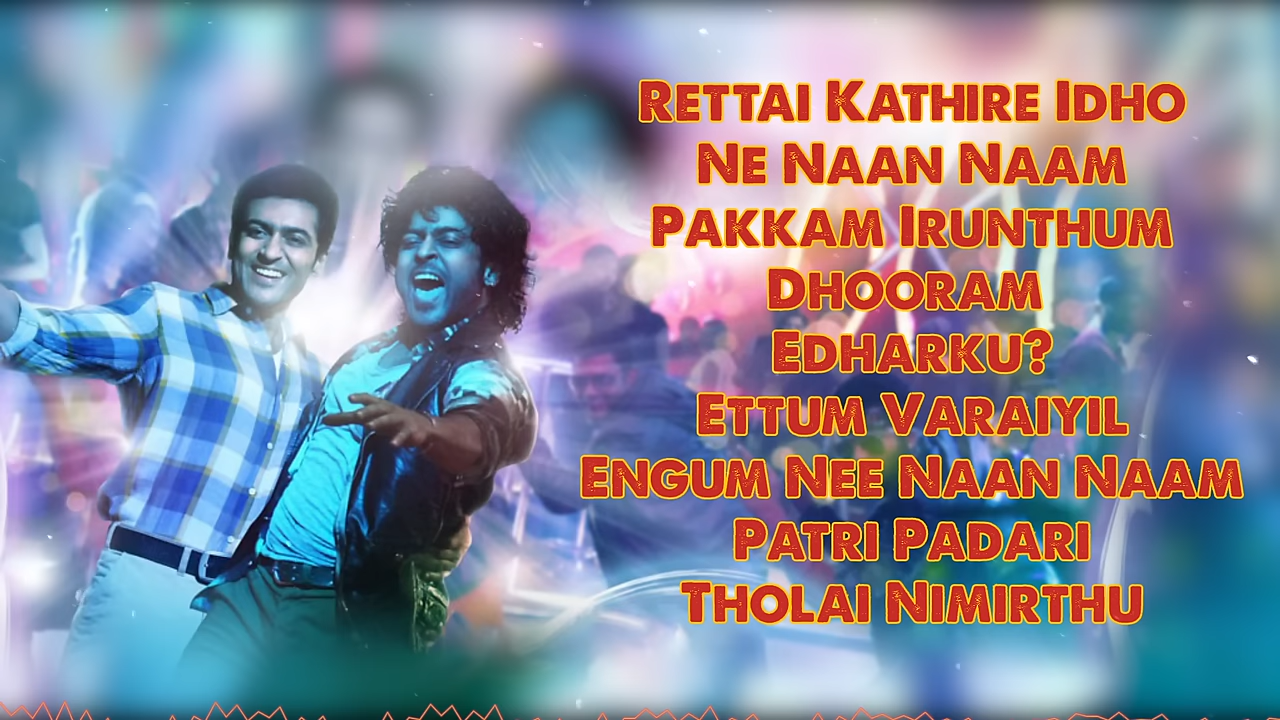 Rettai Kathire Idho
Ne Naan Naam
Pakkam Irunthum
Dhooram
Edharku?
Ettum Varaiyil
Engum Nee Naan Naam
Patri Padari
Tholai Nimirthu